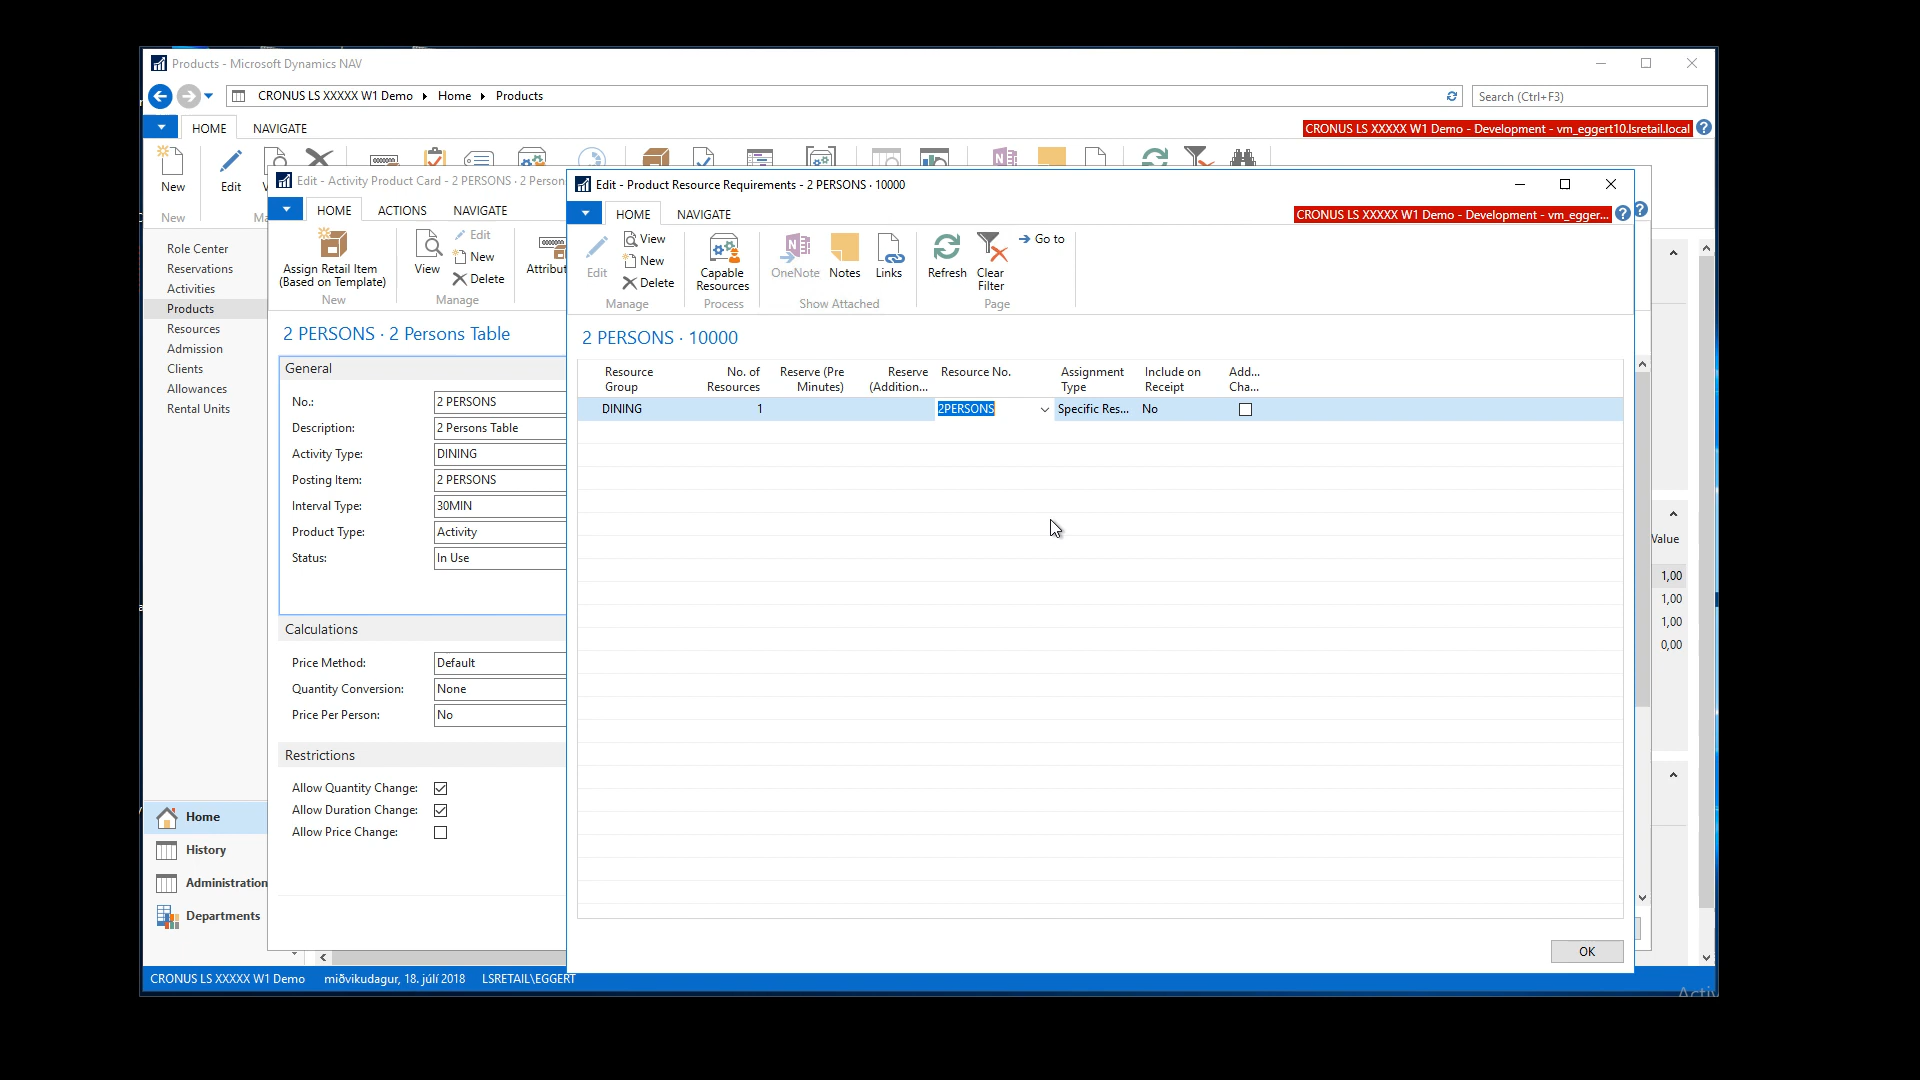 Products - Microsoft Dynamics NAV
CRONUS LS XXXXX W1 Demo Home Products
Search (Ctrl+F3)
HOME NAVIGATE
CRONUS LS XXXXX W1 Demo - Development - vm_eggert10.lsretail.local
New
Edit
New
Role Center
Reservations
Activities
Products
Resources
Admission
Clients
Allowances
Rental Units
Home
History
Administration
Departments
Edit - Activity Product Card - 2 PERSONS · 2 Person
HOME ACTIONS NAVIGATE
Assign Retail Item
(Based on Template)
New
View
Edit
New
Delete
Manage
Attribut
2 PERSONS · 2 Persons Table
General
No.: 2 PERSONS
Description: 2 Persons Table
Activity Type: DINING
Posting Item: 2 PERSONS
Interval Type: 30MIN
Product Type: Activity
Status: In Use
Calculations
Price Method: Default
Quantity Conversion: None
Price Per Person: No
Restrictions
Allow Quantity Change:
Allow Duration Change:
Allow Price Change:
Edit - Product Resource Requirements - 2 PERSONS · 10000
HOME NAVIGATE
CRONUS LS XXXXX W1 Demo - Development - vm_egger...
Edit
View
New
Delete
Manage
Capable
Resources
Process
OneNote
Notes
Links
Show Attached
Refresh
Clear
Filter
Go to
Page
2 PERSONS · 10000
Resource Group No. of Resources Reserve (Pre Minutes) Reserve (Addition... Resource No. Assignment Type Include on Receipt Add... Cha...
DINING 1 2PERSONS Specific Res... No
OK
Value
1,00
1,00
1,00
0,00
CRONUS LS XXXXX W1 Demo miðvikudagur, 18. júlí 2018 LSRETAIL\EGGERT